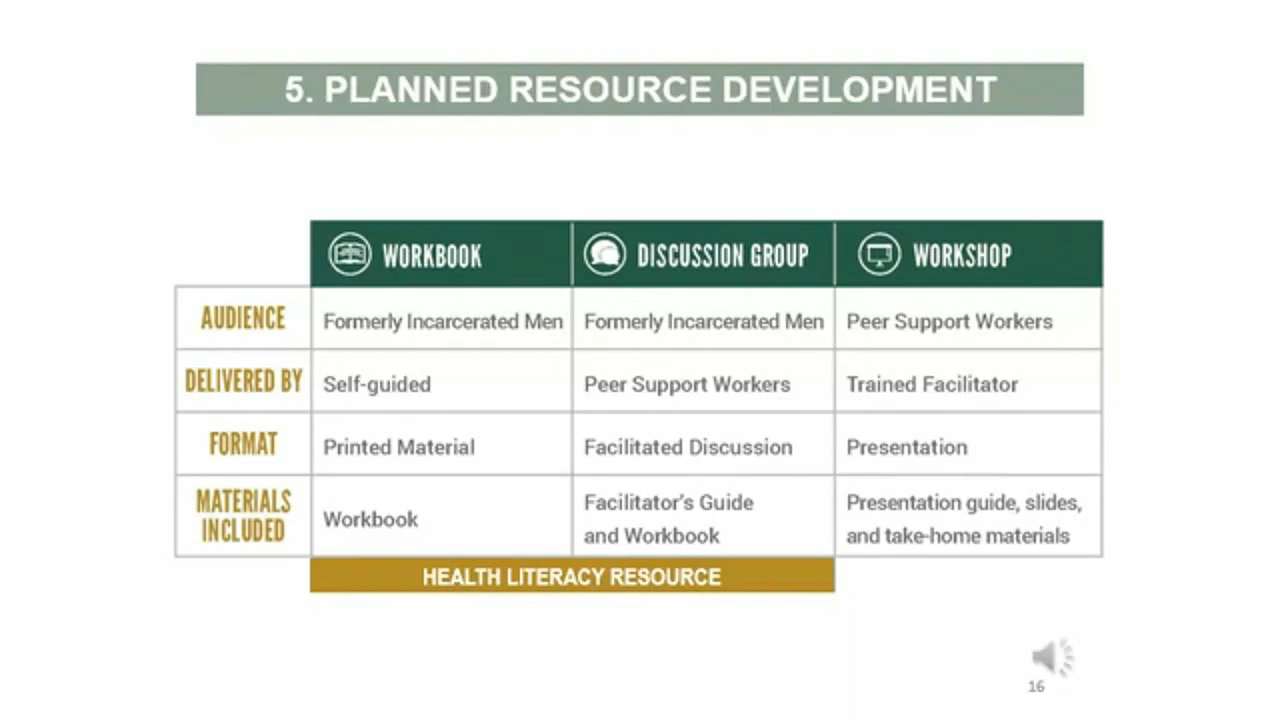 5. PLANNED RESOURCE DEVELOPMENT
WORKBOOK DISCUSSION GROUP WORKSHOP
AUDIENCE Formerly Incarcerated Men Formerly Incarcerated Men Peer Support Workers
DELIVERED BY Self-guided Peer Support Workers Trained Facilitator
FORMAT Printed Material Facilitated Discussion Presentation
MATERIALS INCLUDED Workbook Facilitator's Guide and Workbook Presentation guide, slides, and take-home materials
HEALTH LITERACY RESOURCE
16